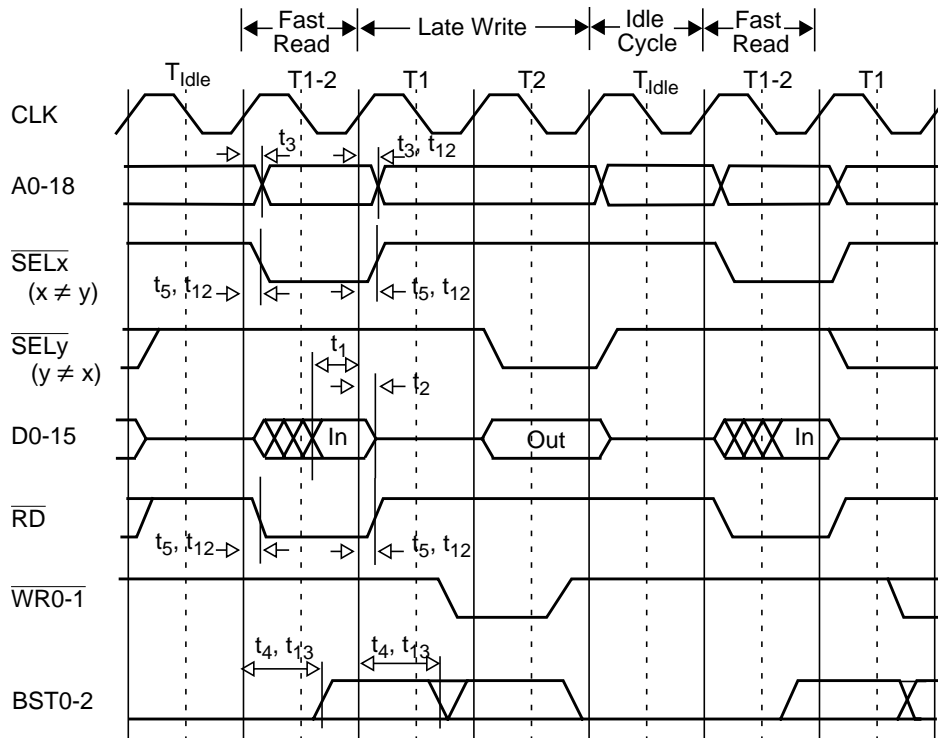 Fast Read Late Write Idle Cycle Fast Read
T_Idle T1-2 T1 T2 T_Idle T1-2 T1
CLK
t3 t3, t12
A0-18
SELx
(x ≠ y)
t5, t12 t5, t12
SELy
(y ≠ x)
t1
t2
D0-15 In Out In
RD
t5, t12 t5, t12
WR0-1
t4, t13 t4, t13
BST0-2